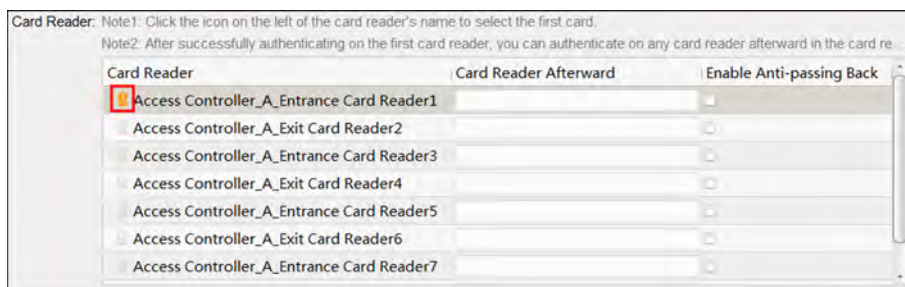 Card Reader: Note1: Click the icon on the left of the card reader's name to select the first card.
Note2: After successfully authenticating on the first card reader, you can authenticate on any card reader afterward in the card re...
Card Reader Card Reader Afterward Enable Anti-passing Back
Access Controller_A_Entrance Card Reader1
Access Controller_A_Exit Card Reader2
Access Controller_A_Entrance Card Reader3
Access Controller_A_Exit Card Reader4
Access Controller_A_Entrance Card Reader5
Access Controller_A_Exit Card Reader6
Access Controller_A_Entrance Card Reader7